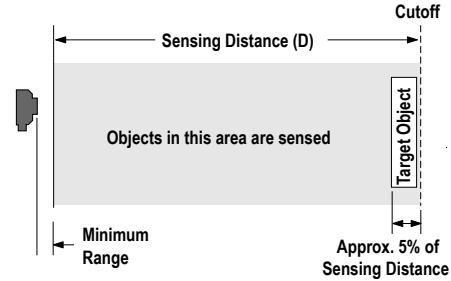 Cutoff
Sensing Distance (D)
Objects in this area are sensed
Target Object
Minimum
Range
Approx. 5% of
Sensing Distance